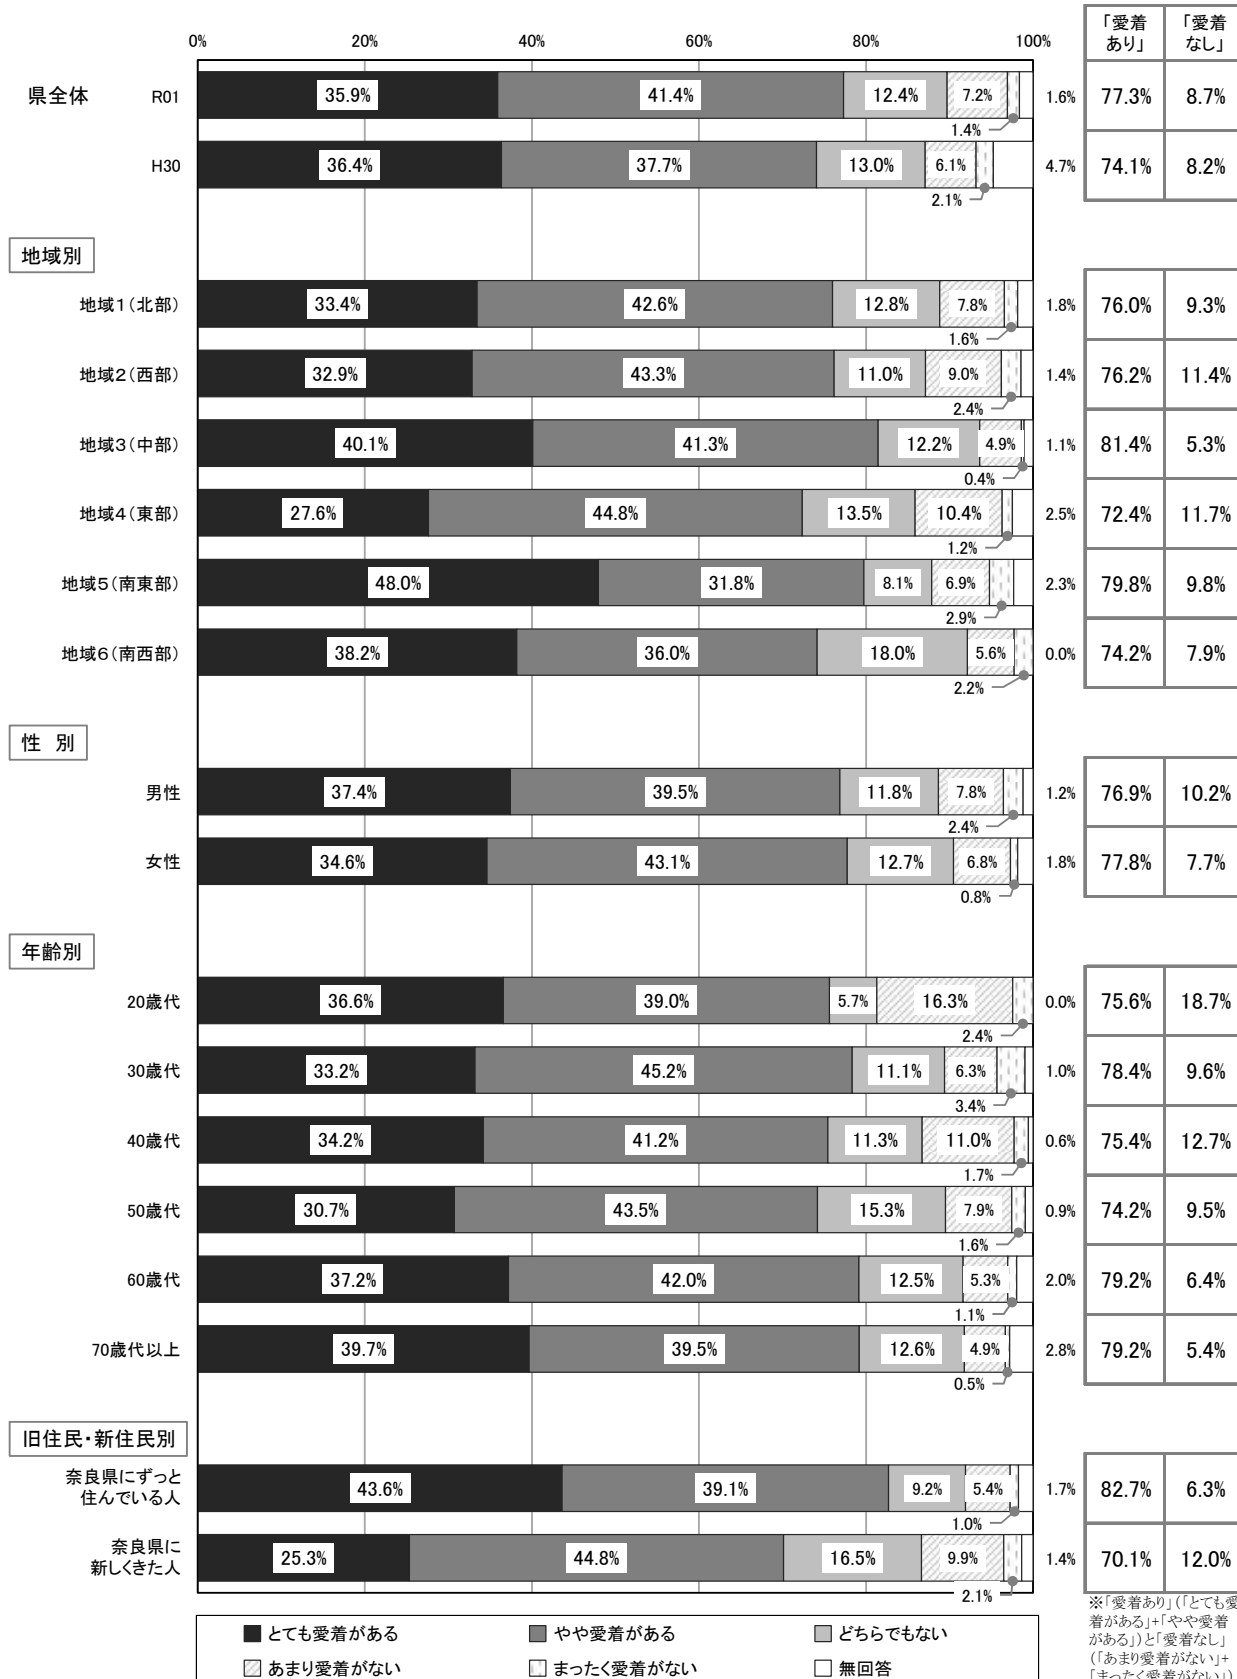 「愛着 「愛着
あり」 なし」
0% 20% 40% 60% 80% 100%
県全体 R01 35.9% 41.4% 12.4% 7.2% 1.6% 77.3% 8.7%
1.4%
H30 36.4% 37.7% 13.0% 6.1% 4.7% 74.1% 8.2%
2.1%
地域別
地域1(北部) 33.4% 42.6% 12.8% 7.8% 1.8% 76.0% 9.3%
1.6%
地域2(西部) 32.9% 43.3% 11.0% 9.0% 1.4% 76.2% 11.4%
2.4%
地域3(中部) 40.1% 41.3% 12.2% 4.9% 1.1% 81.4% 5.3%
0.4%
地域4(東部) 27.6% 44.8% 13.5% 10.4% 2.5% 72.4% 11.7%
1.2%
地域5(南東部) 48.0% 31.8% 8.1% 6.9% 2.3% 79.8% 9.8%
2.9%
地域6(南西部) 38.2% 36.0% 18.0% 5.6% 0.0% 74.2% 7.9%
2.2%
性 別
男性 37.4% 39.5% 11.8% 7.8% 1.2% 76.9% 10.2%
2.4%
女性 34.6% 43.1% 12.7% 6.8% 1.8% 77.8% 7.7%
0.8%
年齢別
20歳代 36.6% 39.0% 5.7% 16.3% 0.0% 75.6% 18.7%
2.4%
30歳代 33.2% 45.2% 11.1% 6.3% 1.0% 78.4% 9.6%
3.4%
40歳代 34.2% 41.2% 11.3% 11.0% 0.6% 75.4% 12.7%
1.7%
50歳代 30.7% 43.5% 15.3% 7.9% 0.9% 74.2% 9.5%
1.6%
60歳代 37.2% 42.0% 12.5% 5.3% 2.0% 79.2% 6.4%
1.1%
70歳代以上 39.7% 39.5% 12.6% 4.9% 2.8% 79.2% 5.4%
0.5%
旧住民・新住民別
奈良県にずっと
住んでいる人 43.6% 39.1% 9.2% 5.4% 1.7% 82.7% 6.3%
1.0%
奈良県に
新しくきた人 25.3% 44.8% 16.5% 9.9% 1.4% 70.1% 12.0%
2.1%
とても愛着がある やや愛着がある どちらでもない
あまり愛着がない まったく愛着がない 無回答
※「愛着あり」(「とても愛
着がある」+「やや愛着
がある」)と「愛着なし」
(「あまり愛着がない」+
「まったく愛着がない」)